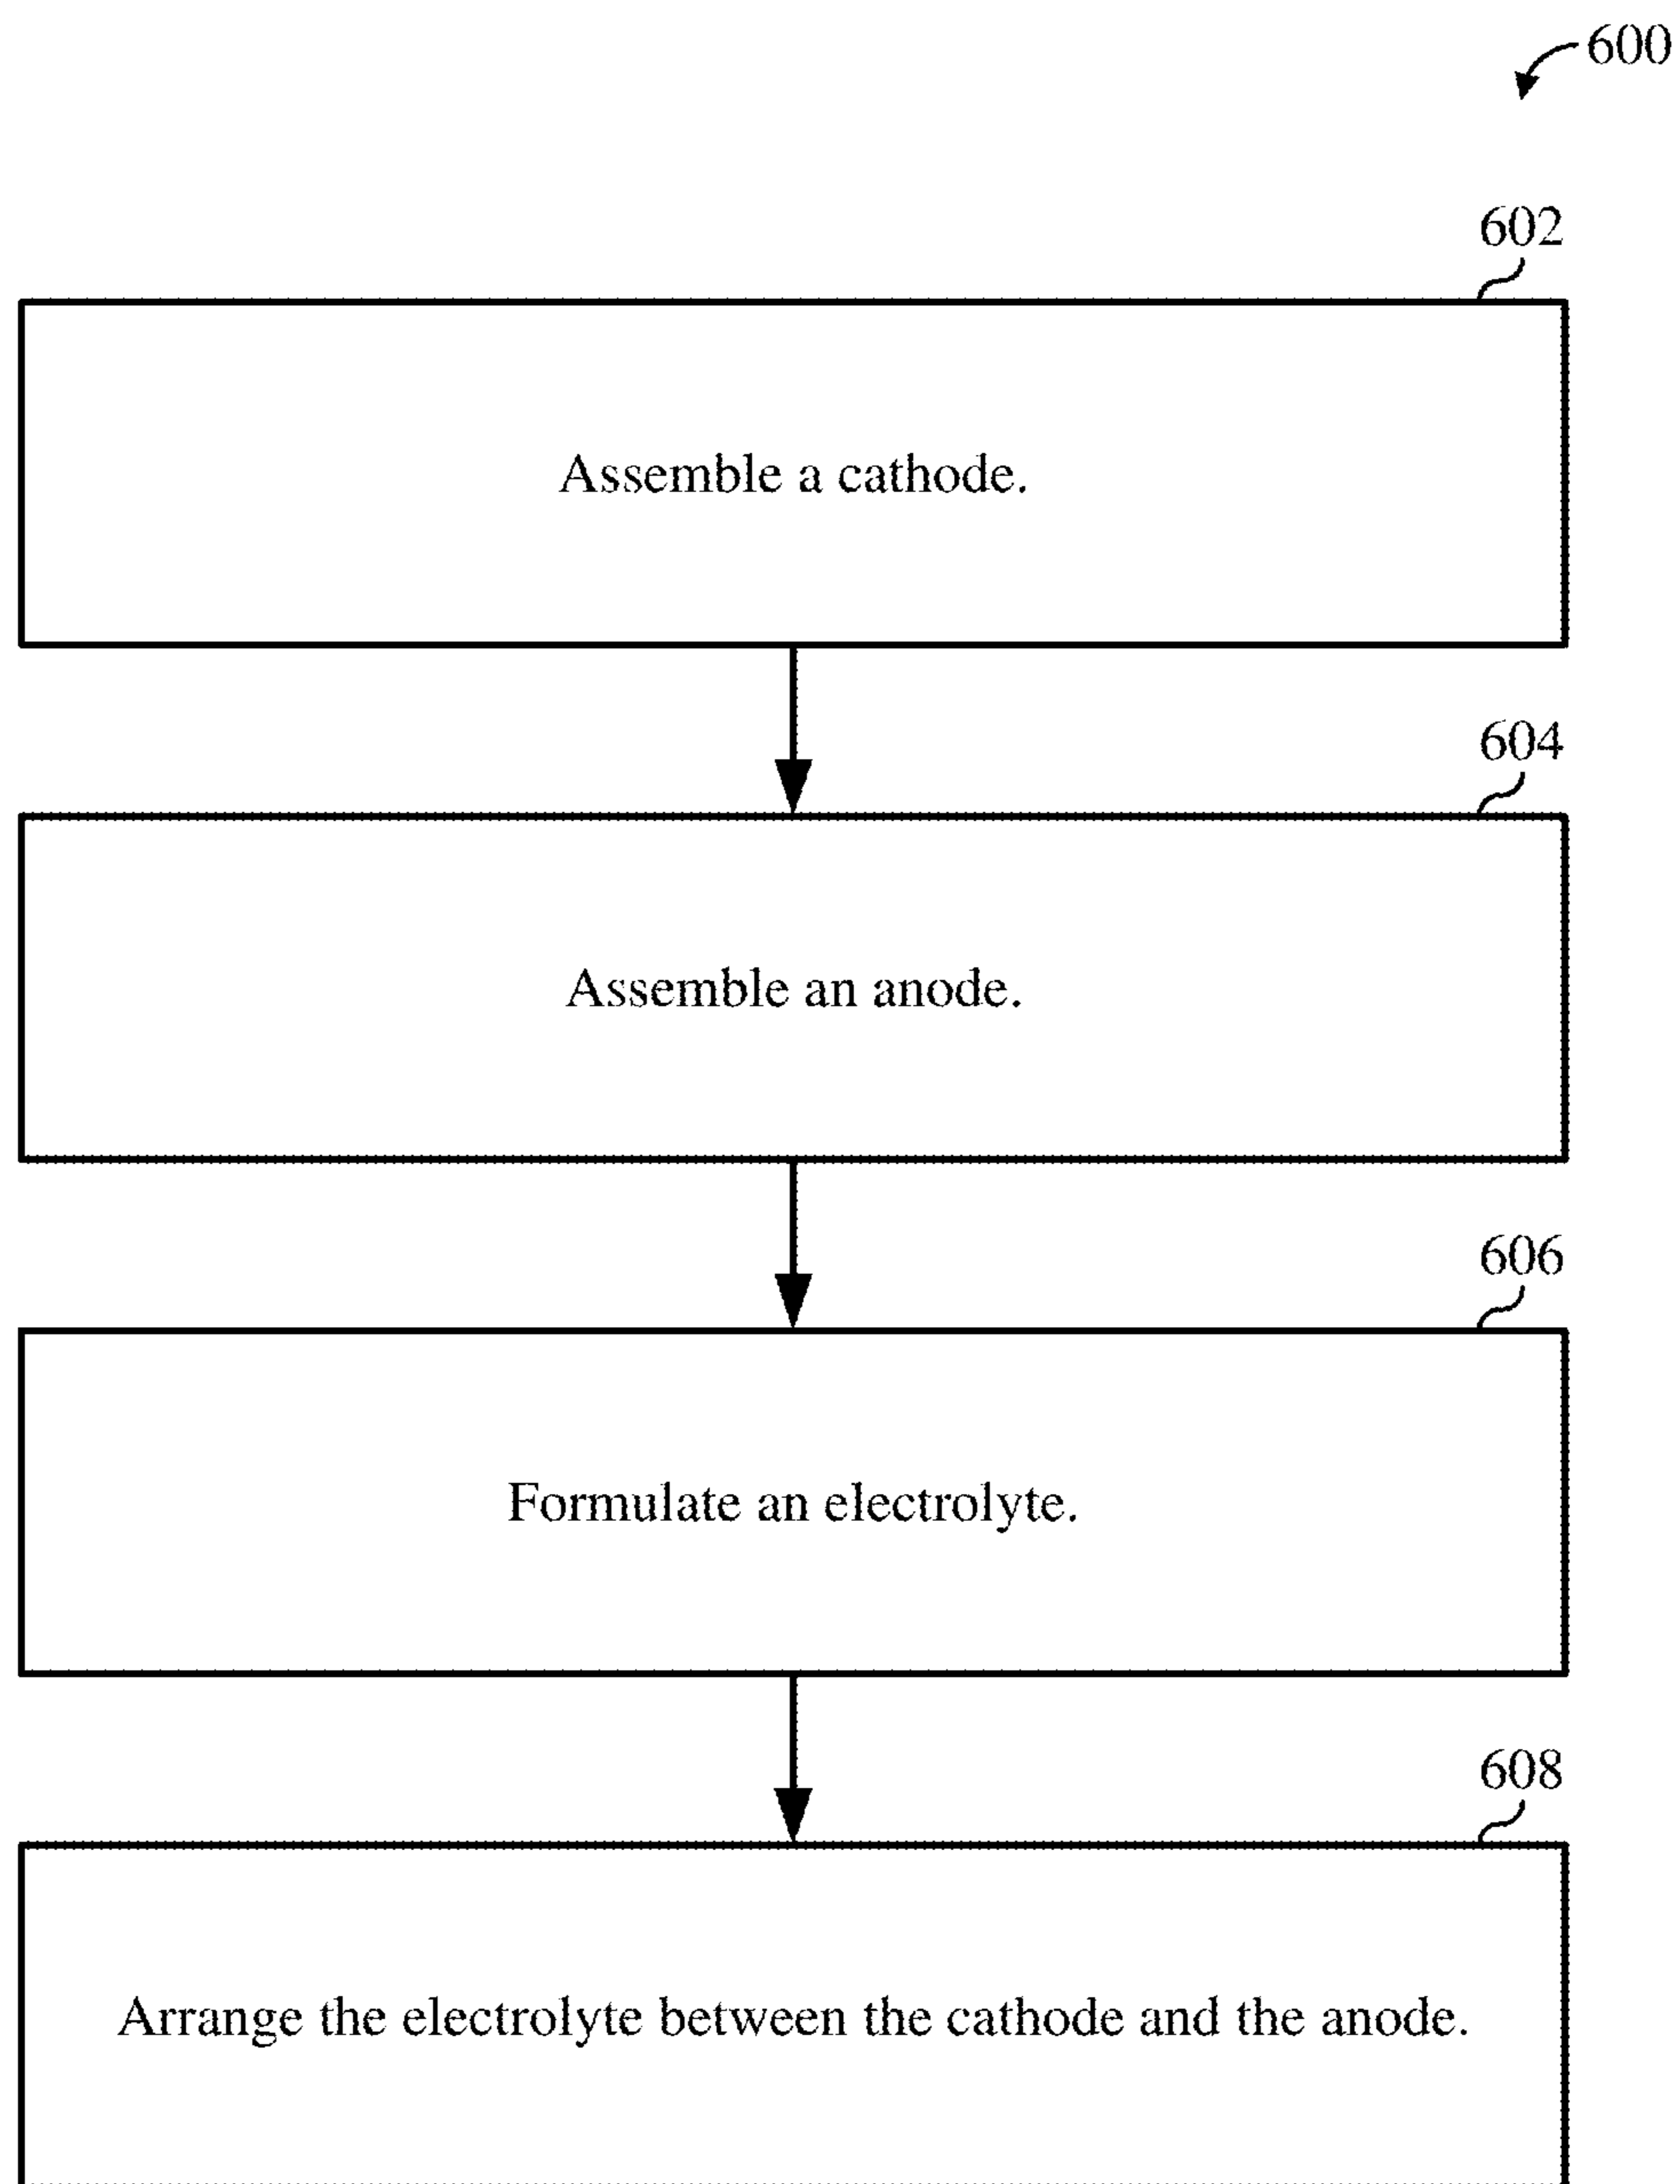 600
602
Assemble a cathode.
604
Assemble an anode.
606
Formulate an electrolyte.
608
Arrange the electrolyte between the cathode and the anode.